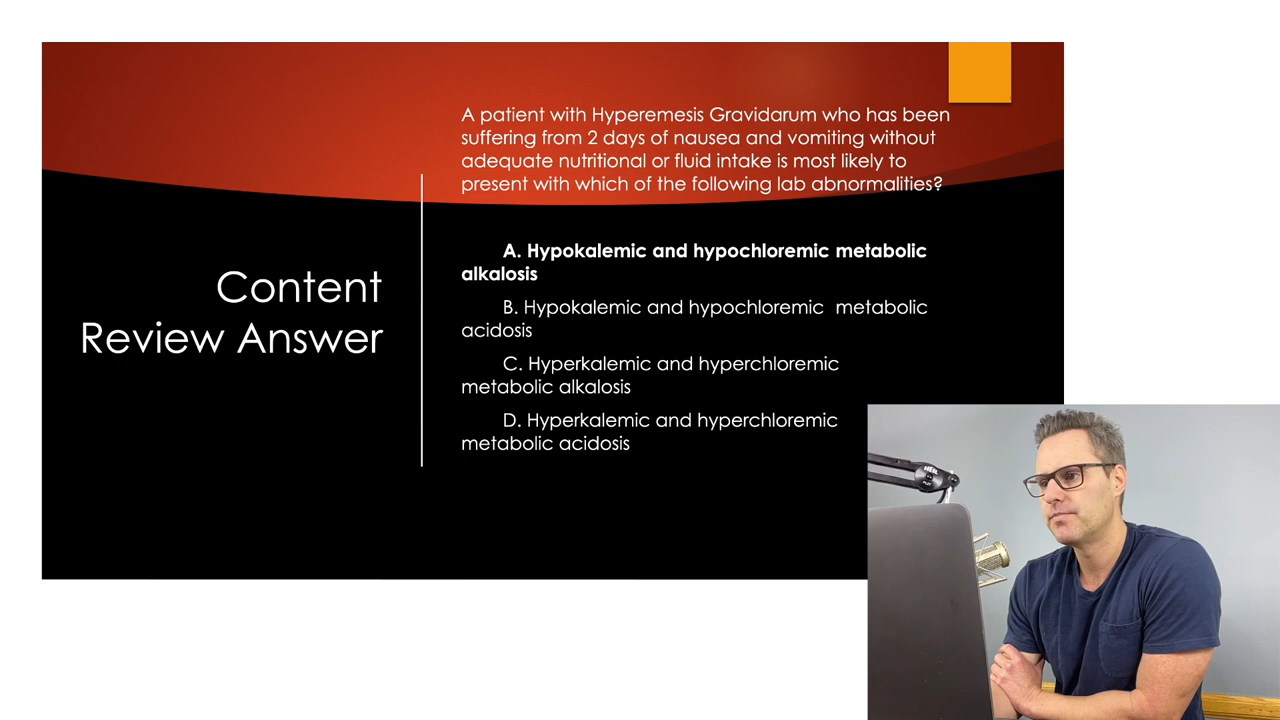 A patient with Hyperemesis Gravidarum who has been
suffering from 2 days of nausea and vomiting without
adequate nutritional or fluid intake is most likely to
present with which of the following lab abnormalities?
Content
Review Answer
A. Hypokalemic and hypochloremic metabolic
alkalosis
B. Hypokalemic and hypochloremic  metabolic
acidosis
C. Hyperkalemic and hyperchloremic
metabolic alkalosis
D. Hyperkalemic and hyperchloremic
metabolic acidosis
HEIL